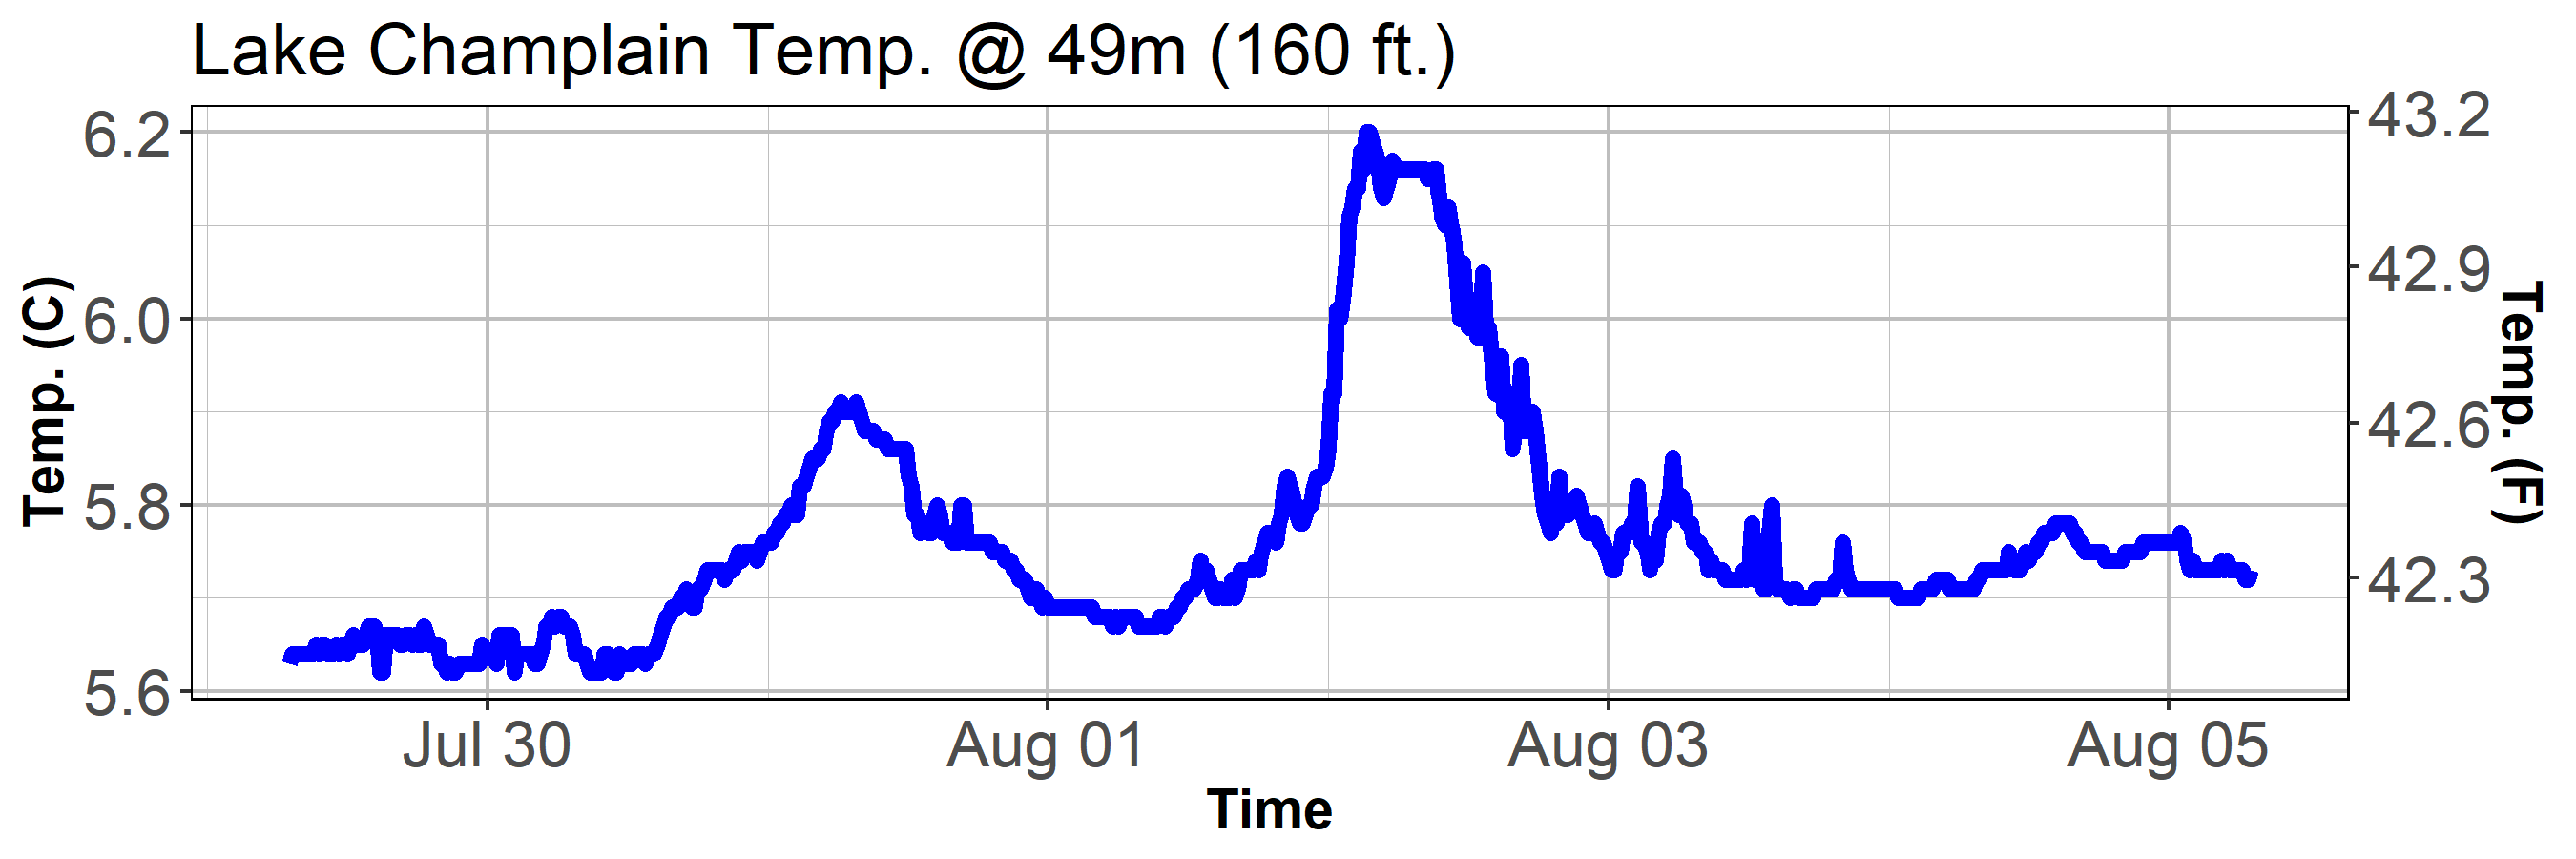 Lake Champlain Temp. @ 49m (160 ft.)
6.2
6.0
5.8
5.6
Temp. (C)
43.2
42.9
42.6
42.3
Temp. (F)
Jul 30
Aug 01
Aug 03
Aug 05
Time